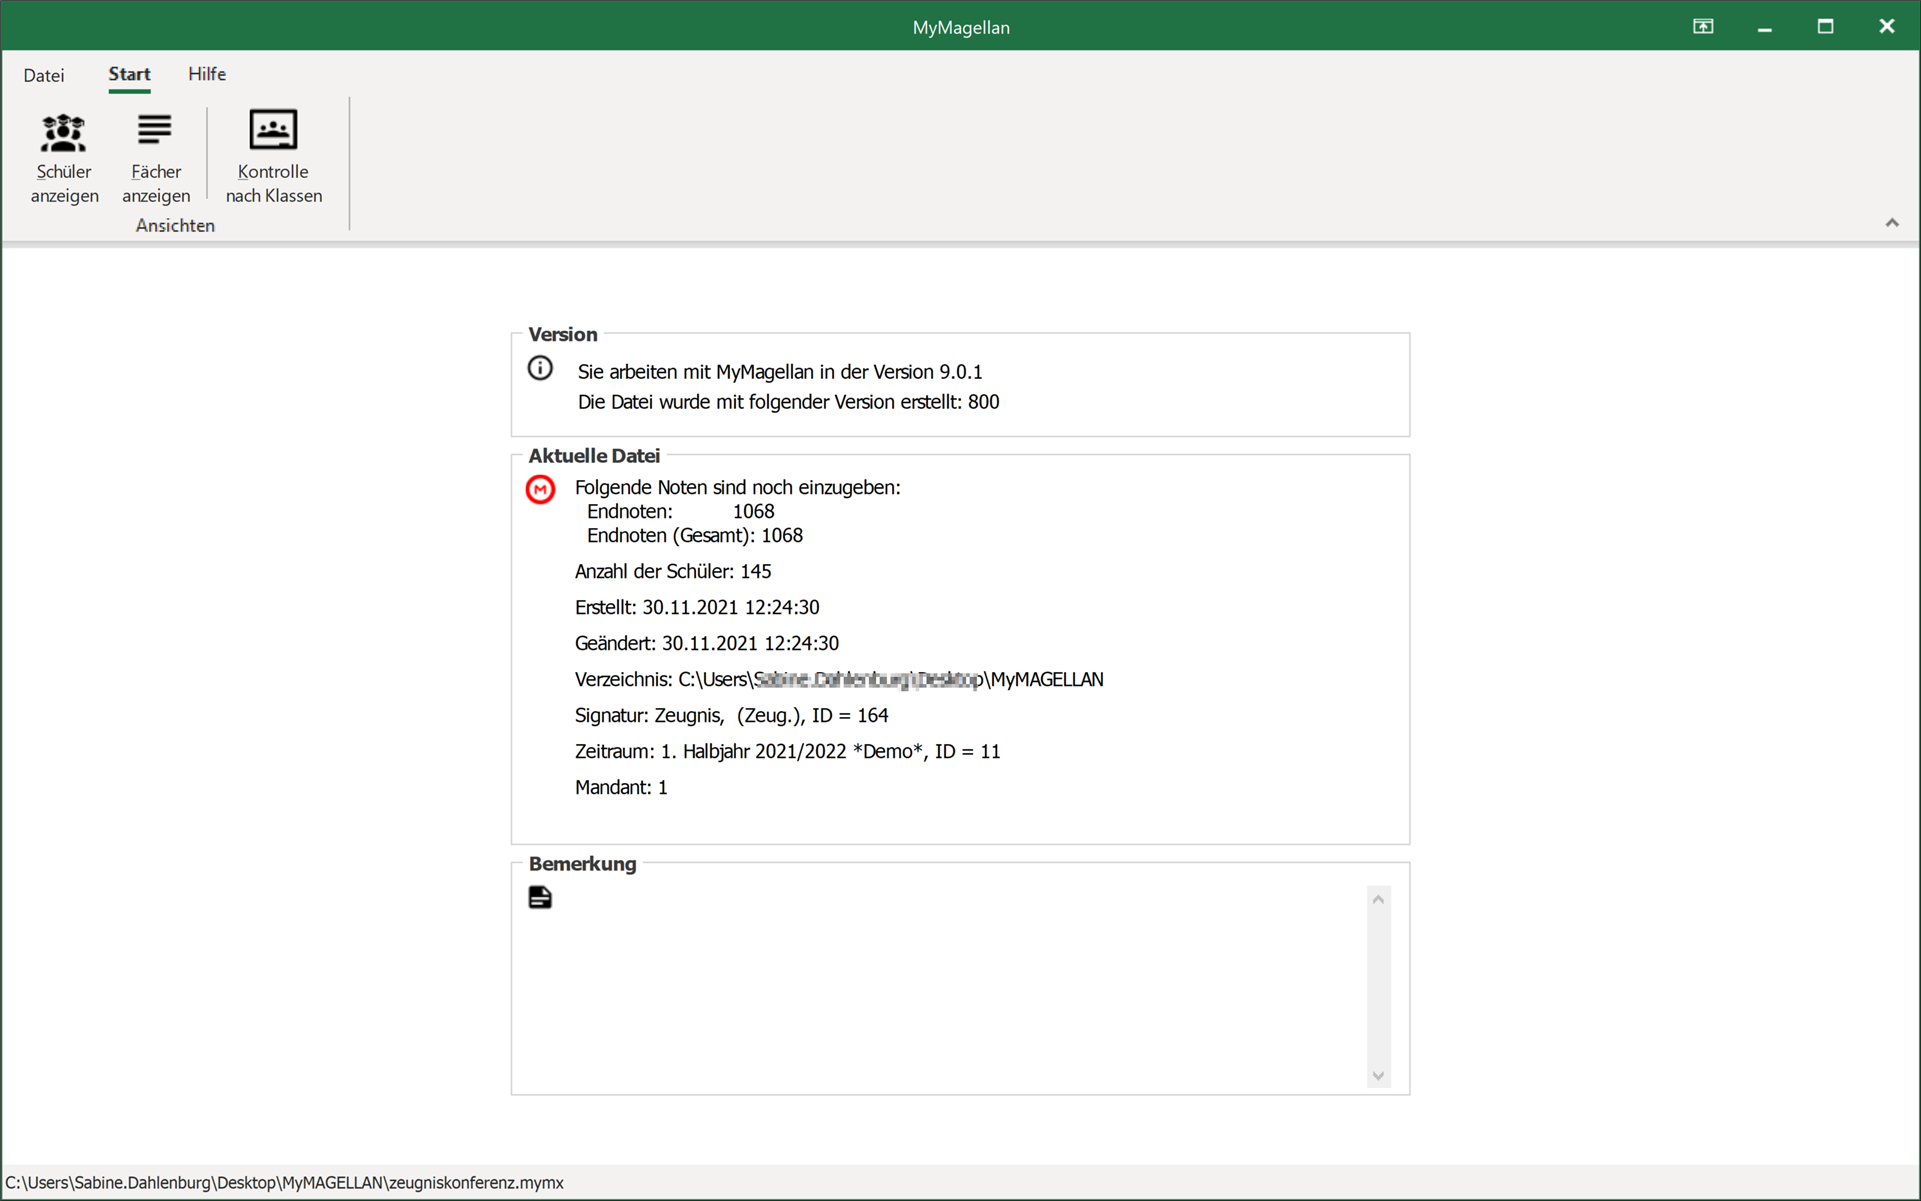 MyMagellan
Datei Start Hilfe
Schüler anzeigen
Fächer anzeigen
Kontrolle nach Klassen
Ansichten
Version
Sie arbeiten mit MyMagellan in der Version 9.0.1
Die Datei wurde mit folgender Version erstellt: 800
Aktuelle Datei
Folgende Noten sind noch einzugeben:
Endnoten: 1068
Endnoten (Gesamt): 1068
Anzahl der Schüler: 145
Erstellt: 30.11.2021 12:24:30
Geändert: 30.11.2021 12:24:30
Verzeichnis: C:\Users\ \MyMAGELLAN
Signatur: Zeugnis, (Zeug.), ID = 164
Zeitraum: 1. Halbjahr 2021/2022 *Demo*, ID = 11
Mandant: 1
Bemerkung
C:\Users\Sabine.Dahlenburg\Desktop\MyMAGELLAN\zeugniskonferenz.mymx